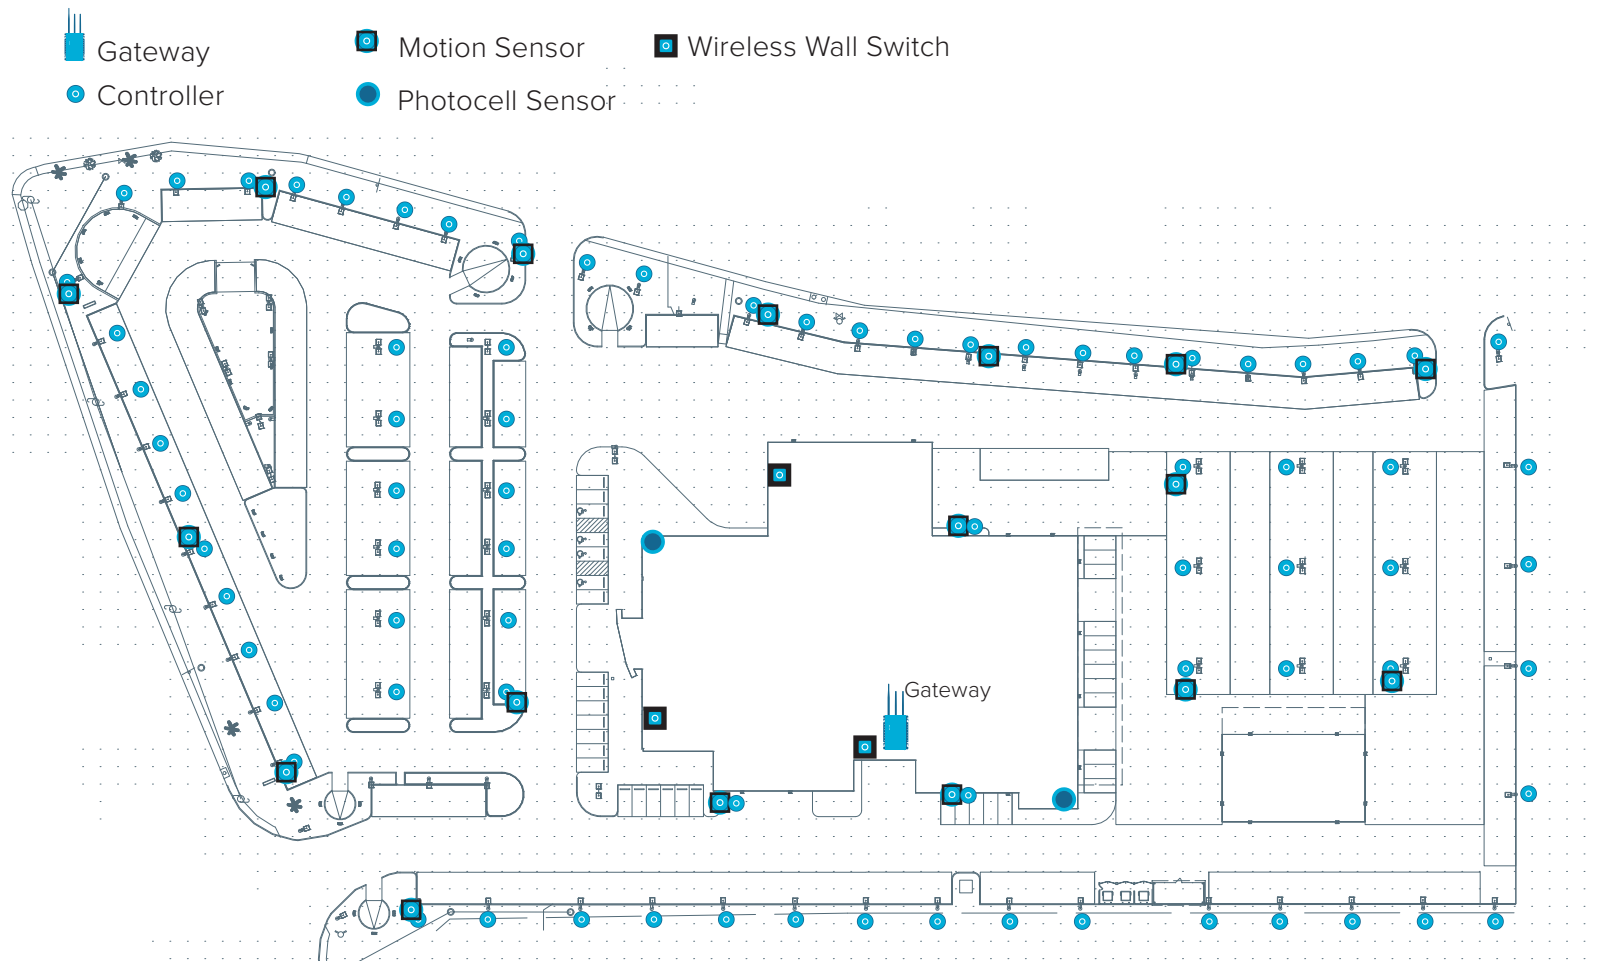 Gateway
Motion Sensor
Wireless Wall Switch
Controller
Photocell Sensor
Gateway